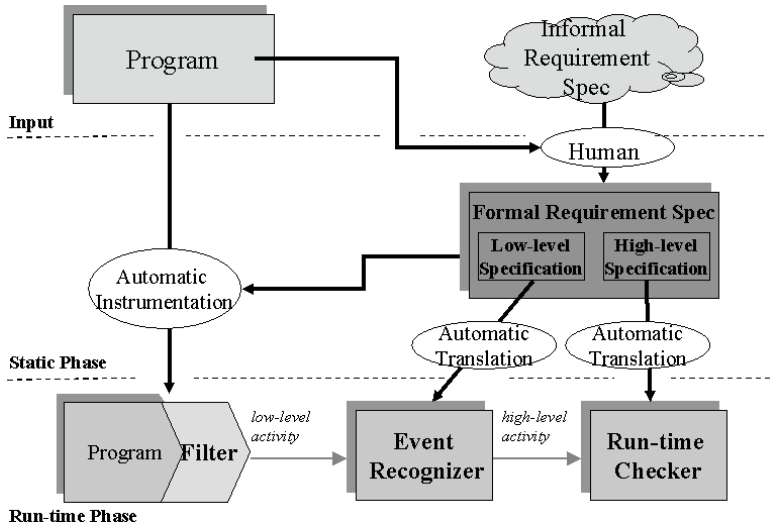 Program
Informal
Requirement
Spec
Input
Human
Formal Requirement Spec
Low-level
Specification
High-level
Specification
Automatic
Instrumentation
Automatic
Translation
Automatic
Translation
Static Phase
Program
Filter
low-level
activity
Event
Recognizer
high-level
activity
Run-time
Checker
Run-time Phase